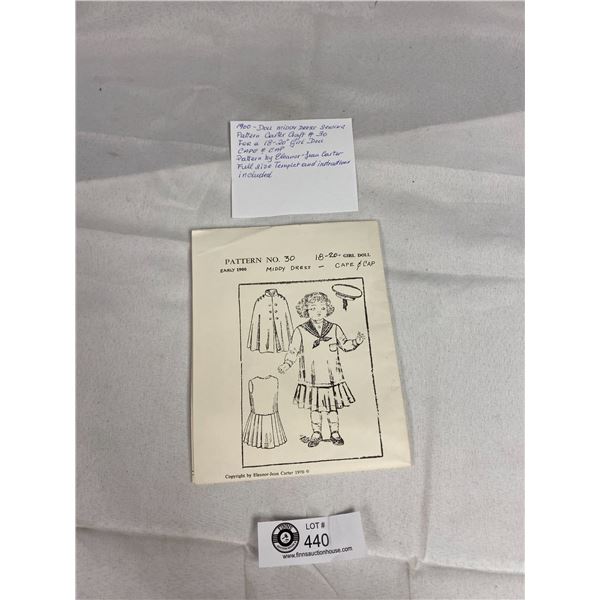 1900 - Doll Middy Dress Sewing
Pattern Carter Craft # 30
For a 18-20" Girl Doll
Cape & Cap
Pattern by Eleanor-Jean Carter
Full Size Templet and instructions
included
PATTERN NO. 30 18-20- GIRL DOLL
EARLY 1900 MIDDY DRESS - CAPE & CAP
Copyright by Eleanor-Jean Carter 1970 ©
LOT #
440
www.finnsauctionhouse.com